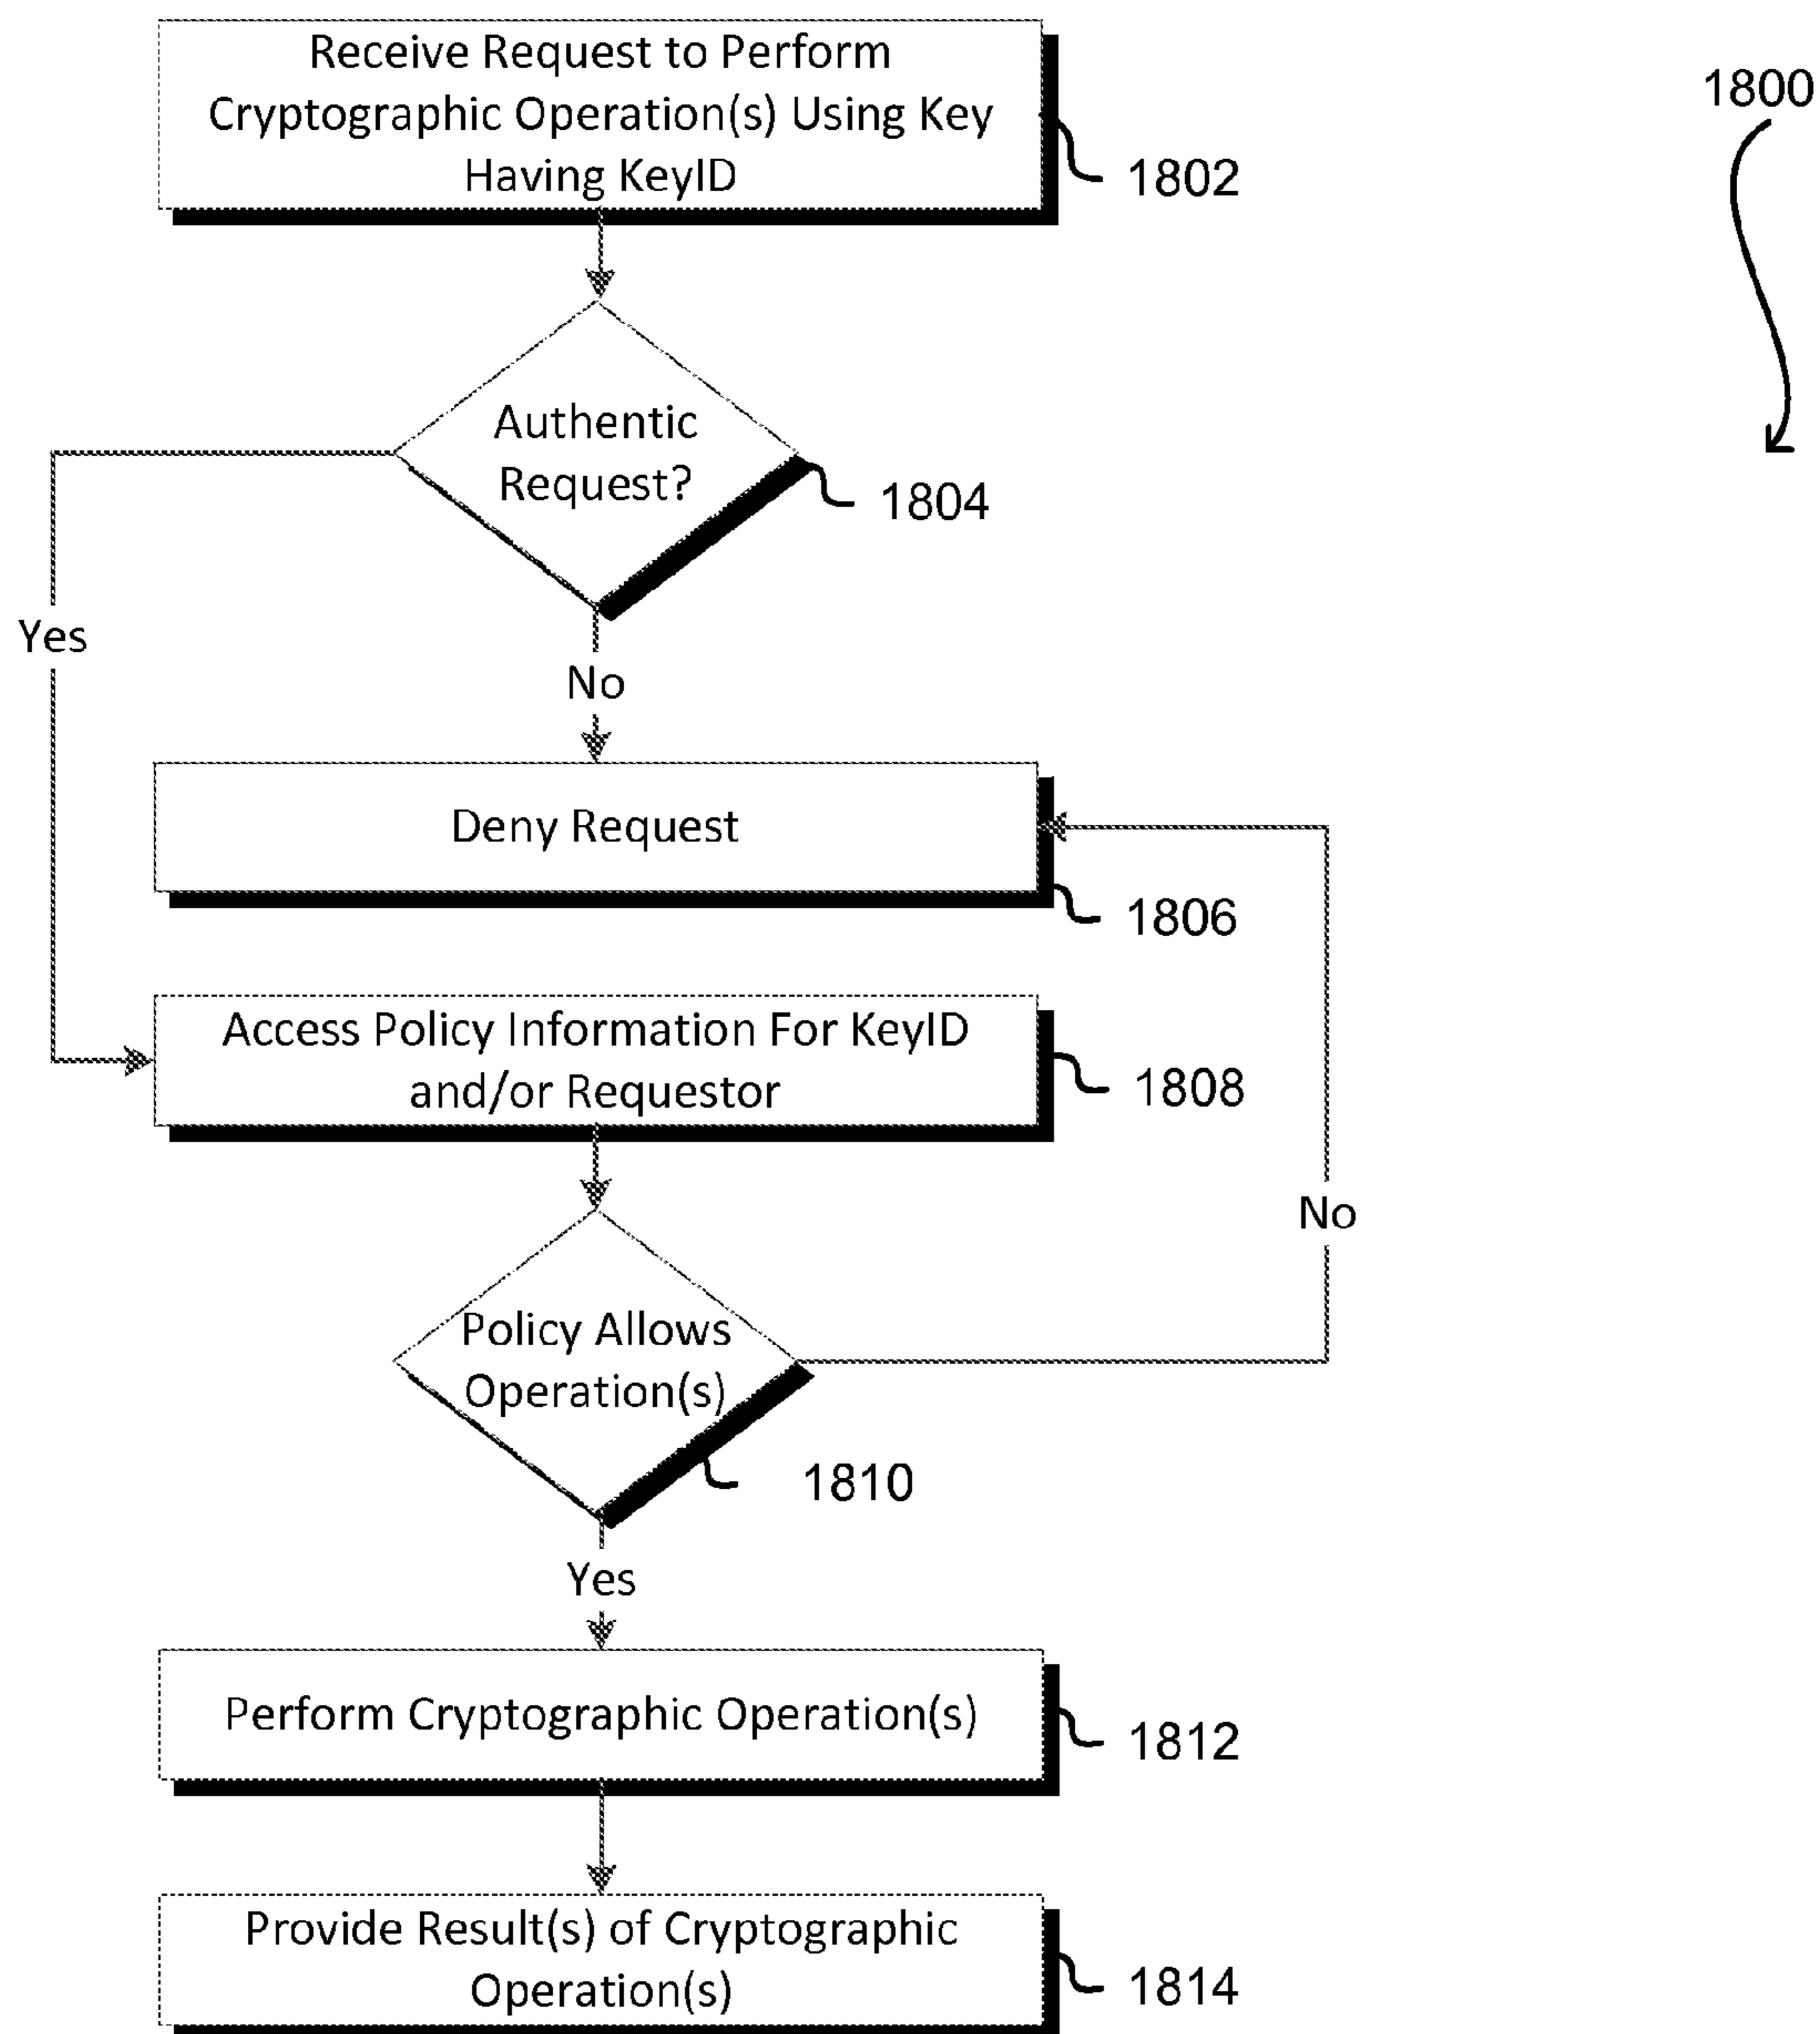 Receive Request to Perform
Cryptographic Operation(s) Using Key
Having KeyID
1800
1802
Authentic
Request?
1804
Yes
No
Deny Request
1806
Access Policy Information For KeyID
and/or Requestor
1808
No
Policy Allows
Operation(s)
1810
Yes
Perform Cryptographic Operation(s)
1812
Provide Result(s) of Cryptographic
Operation(s)
1814